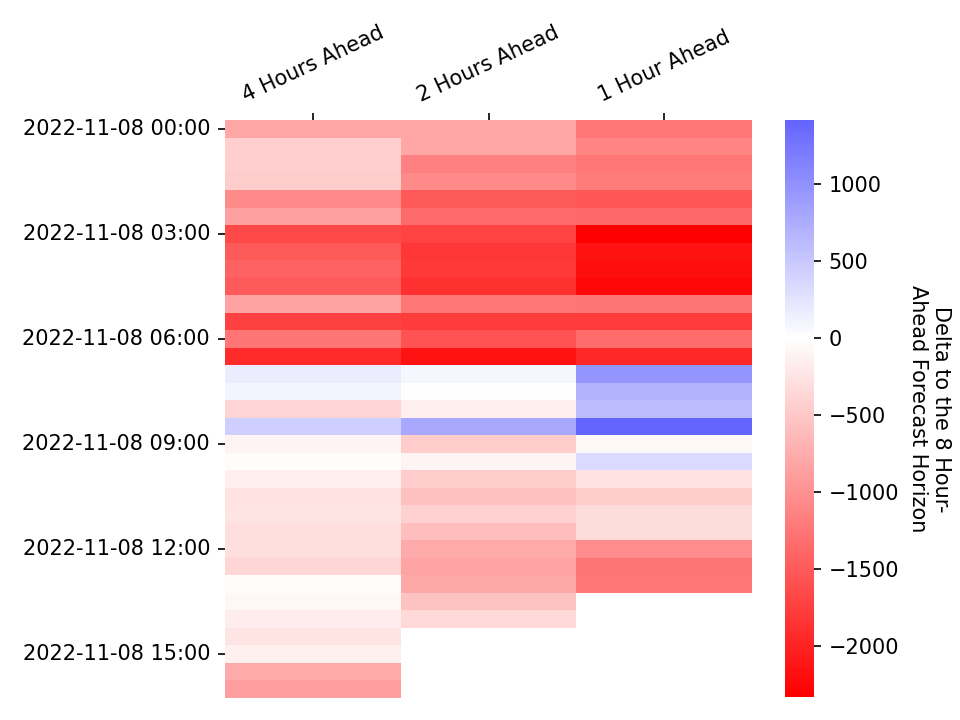 4 Hours Ahead
2 Hours Ahead
1 Hour Ahead
2022-11-08 00:00
2022-11-08 03:00
2022-11-08 06:00
2022-11-08 09:00
2022-11-08 12:00
2022-11-08 15:00
1000
500
0
−500
−1000
−1500
−2000
Delta to the 8 Hour-
Ahead Forecast Horizon